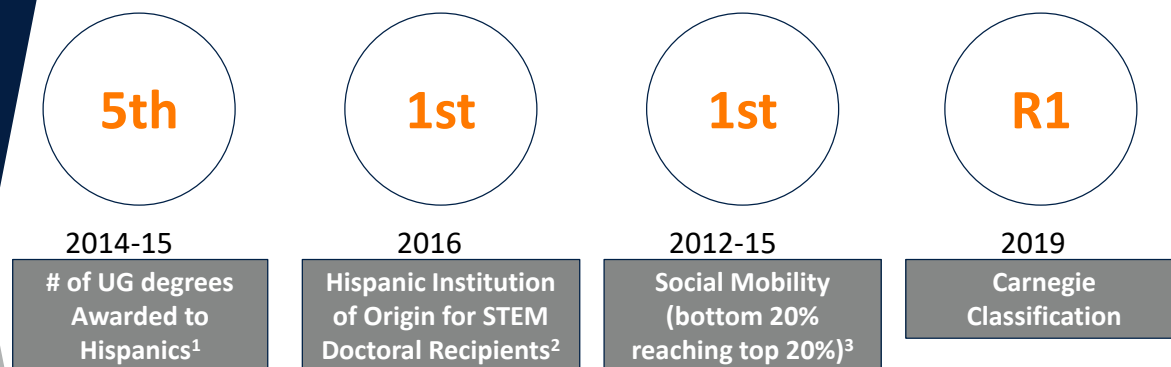 5th
2014-15
# of UG degrees
Awarded to
Hispanics¹
1st
2016
Hispanic Institution
of Origin for STEM
Doctoral Recipients²
1st
2012-15
Social Mobility
(bottom 20%
reaching top 20%)³
R1
2019
Carnegie
Classification